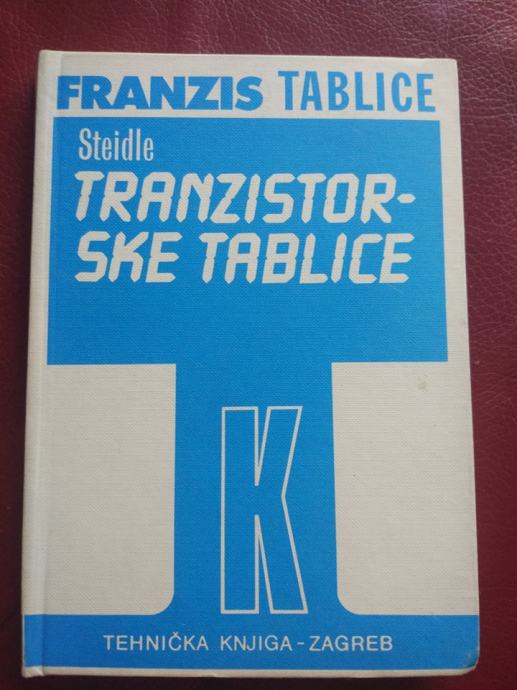 FRANZIS TABLICE
Steidle
TRANZISTOR-
SKE TABLICE
K
TEHNIČKA KNJIGA - ZAGREB